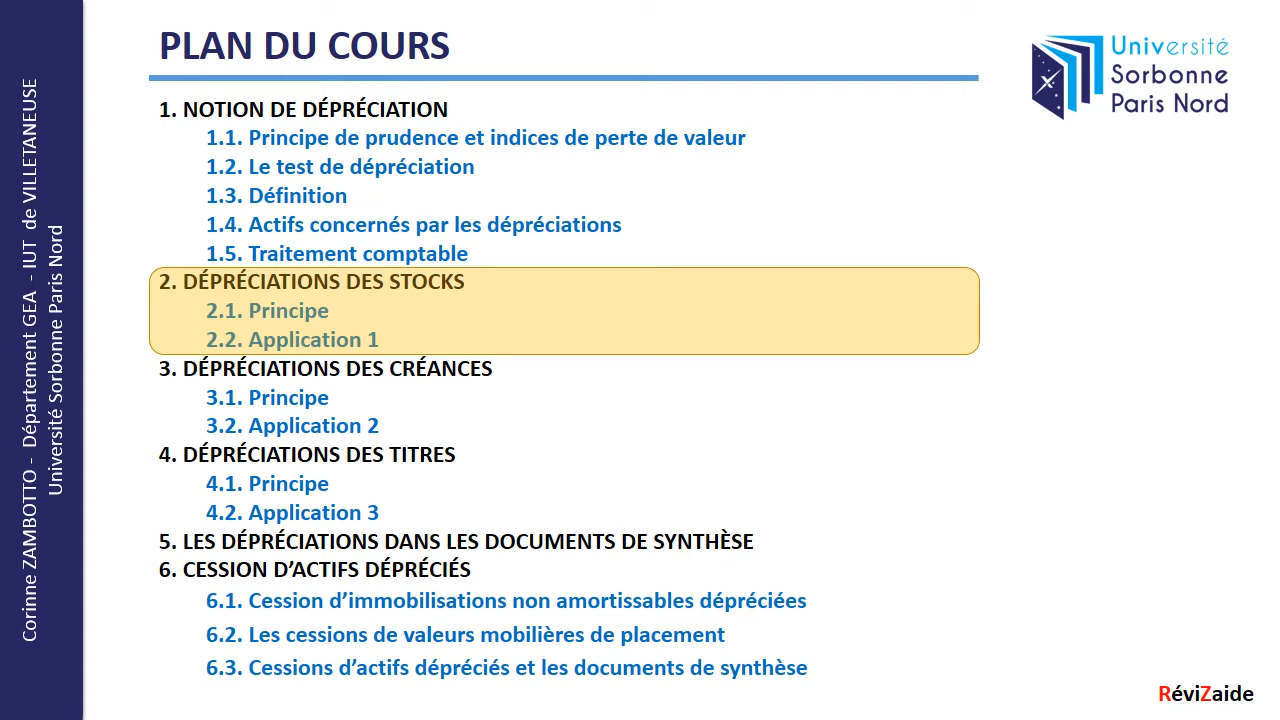 PLAN DU COURS
Université
Sorbonne
Paris Nord
Corinne ZAMBOTTO - Département GEA - IUT de VILLETANEUSE
Université Sorbonne Paris Nord
1. NOTION DE DÉPRÉCIATION
1.1. Principe de prudence et indices de perte de valeur
1.2. Le test de dépréciation
1.3. Définition
1.4. Actifs concernés par les dépréciations
1.5. Traitement comptable
2. DÉPRÉCIATIONS DES STOCKS
2.1. Principe
2.2. Application 1
3. DÉPRÉCIATIONS DES CRÉANCES
3.1. Principe
3.2. Application 2
4. DÉPRÉCIATIONS DES TITRES
4.1. Principe
4.2. Application 3
5. LES DÉPRÉCIATIONS DANS LES DOCUMENTS DE SYNTHÈSE
6. CESSION D’ACTIFS DÉPRÉCIÉS
6.1. Cession d’immobilisations non amortissables dépréciées
6.2. Les cessions de valeurs mobilières de placement
6.3. Cessions d’actifs dépréciés et les documents de synthèse
RéviZaide